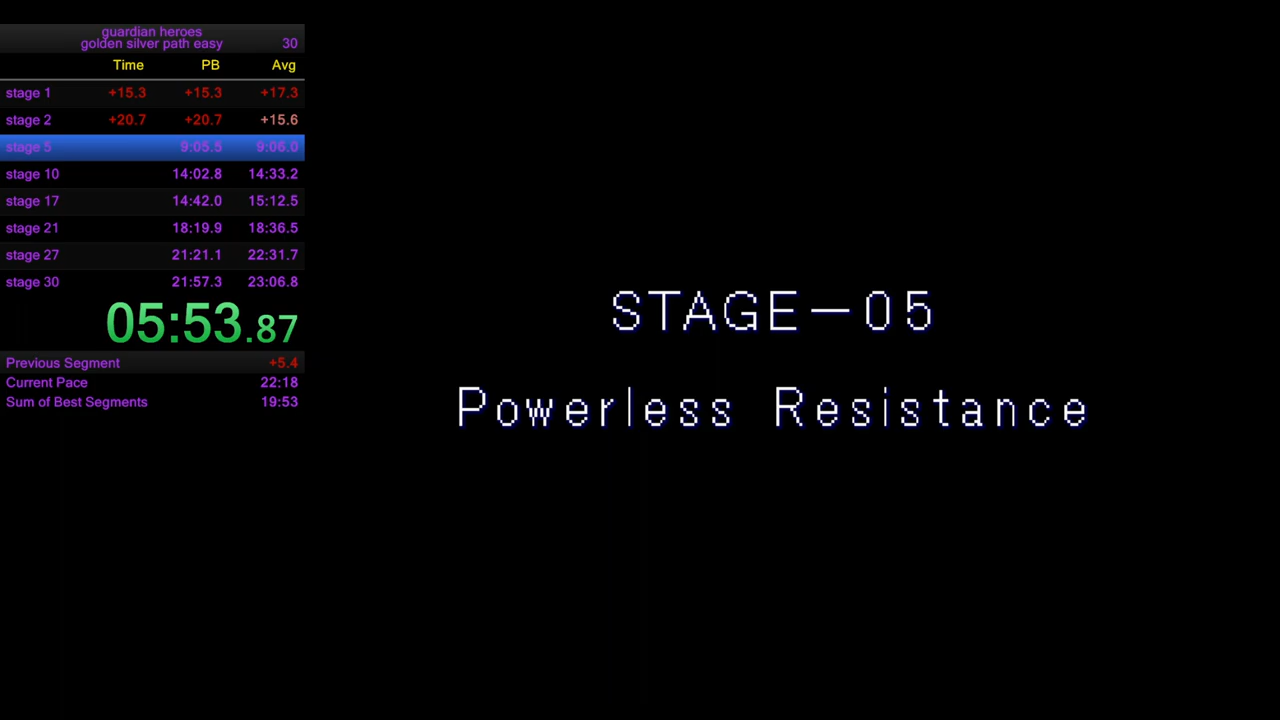 guardian heroes
golden silver path easy 30
Time PB Avg
stage 1 +15.3 +15.3 +17.3
stage 2 +20.7 +20.7 +15.6
stage 5 9:05.5 9:06.0
stage 10 14:02.8 14:33.2
stage 17 14:42.0 15:12.5
stage 21 18:19.9 18:36.5
stage 27 21:21.1 22:31.7
stage 30 21:57.3 23:06.8
05:53.87
Previous Segment +5.4
Current Pace 22:18
Sum of Best Segments 19:53
STAGE-05
Powerless Resistance